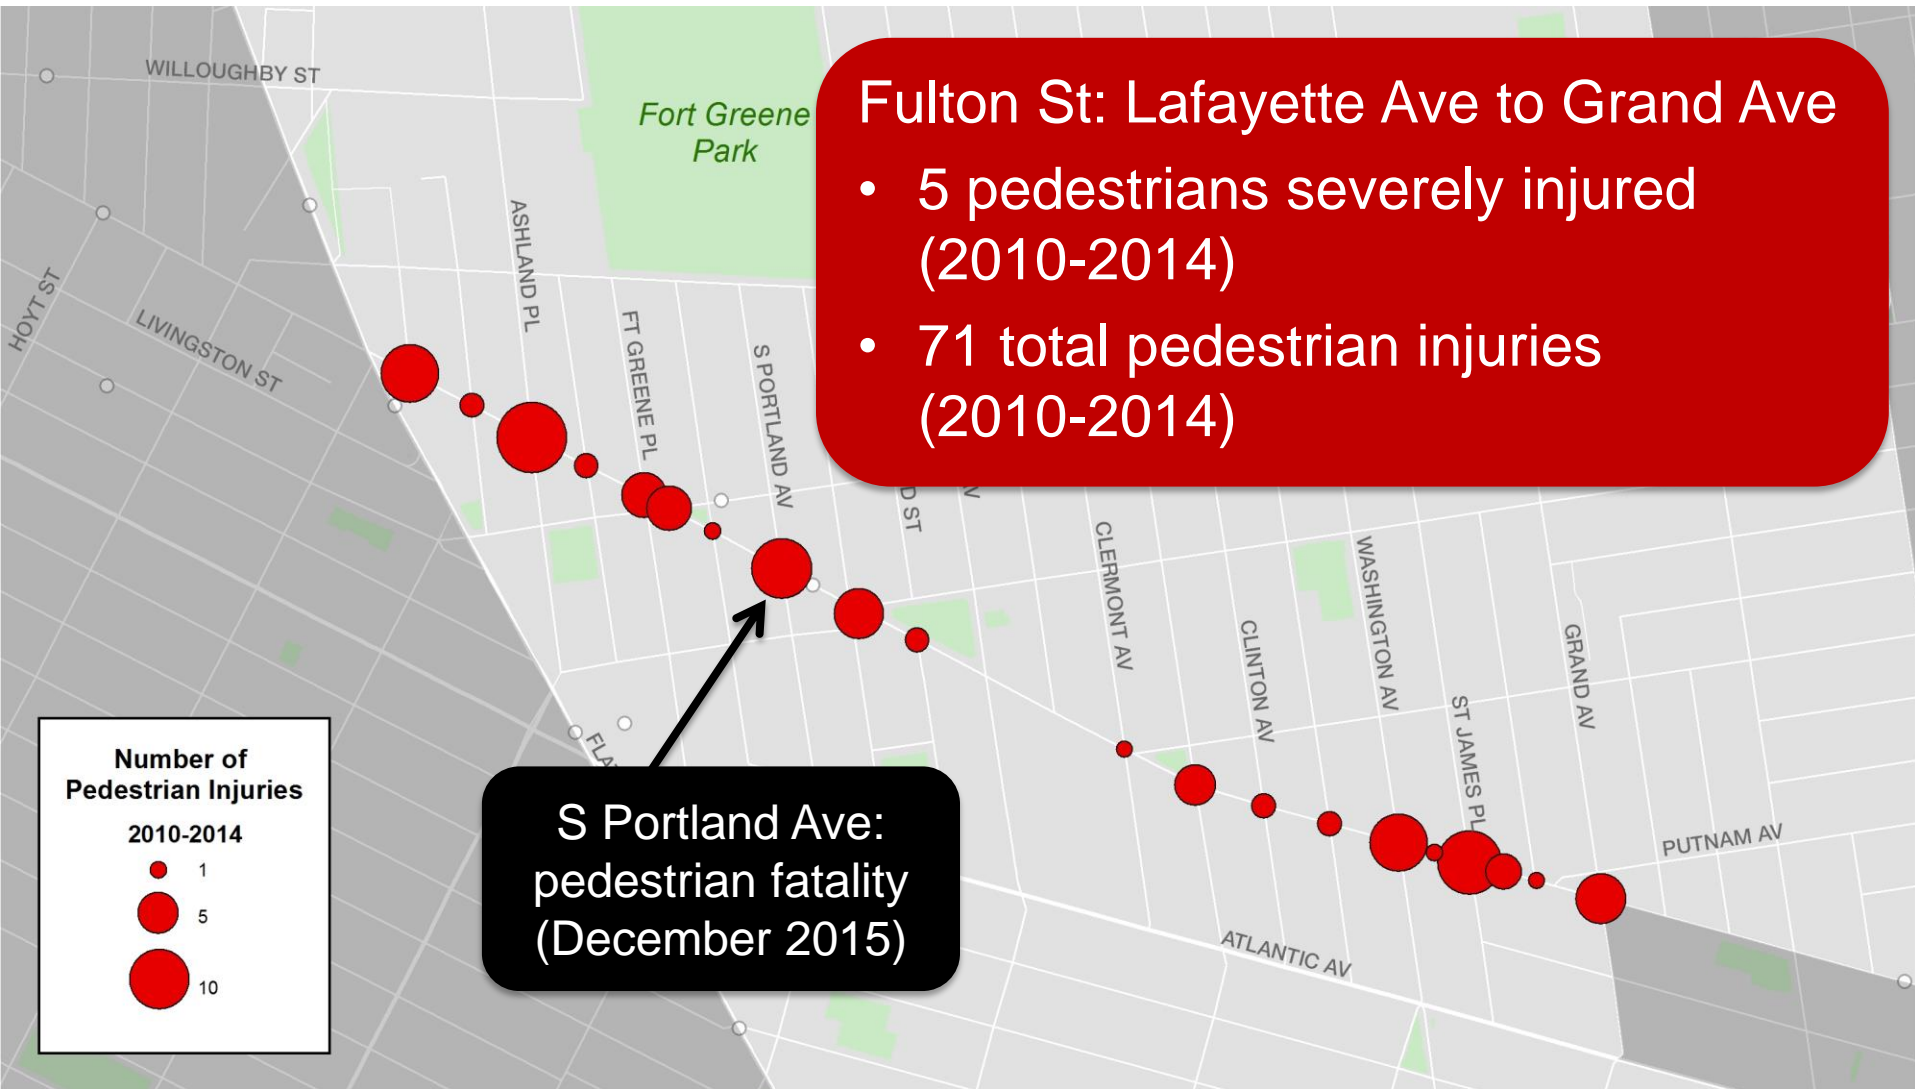 WILLOUGHBY ST
Fort Greene
Park
Fulton St: Lafayette Ave to Grand Ave
• 5 pedestrians severely injured
(2010-2014)
• 71 total pedestrian injuries
(2010-2014)
HOYT ST
LIVINGSTON ST
ASHLAND PL
FT GREENE PL
S PORTLAND AV
D ST
V
CLERMONT AV
CLINTON AV
WASHINGTON AV
ST JAMES PL
GRAND AV
PUTNAM AV
ATLANTIC AV
FLA
S Portland Ave:
pedestrian fatality
(December 2015)
Number of
Pedestrian Injuries
2010-2014
1
5
10